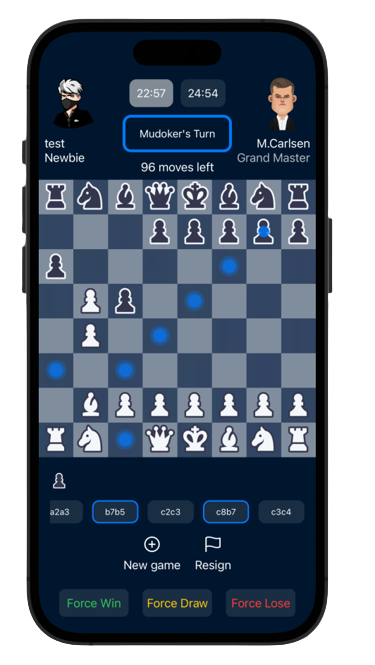 22:57 24:54
Mudoker's Turn
test M.Carlsen
Newbie Grand Master
96 moves left
a2a3 b7b5 c2c3 c8b7 c3c4
New game Resign
Force Win Force Draw Force Lose